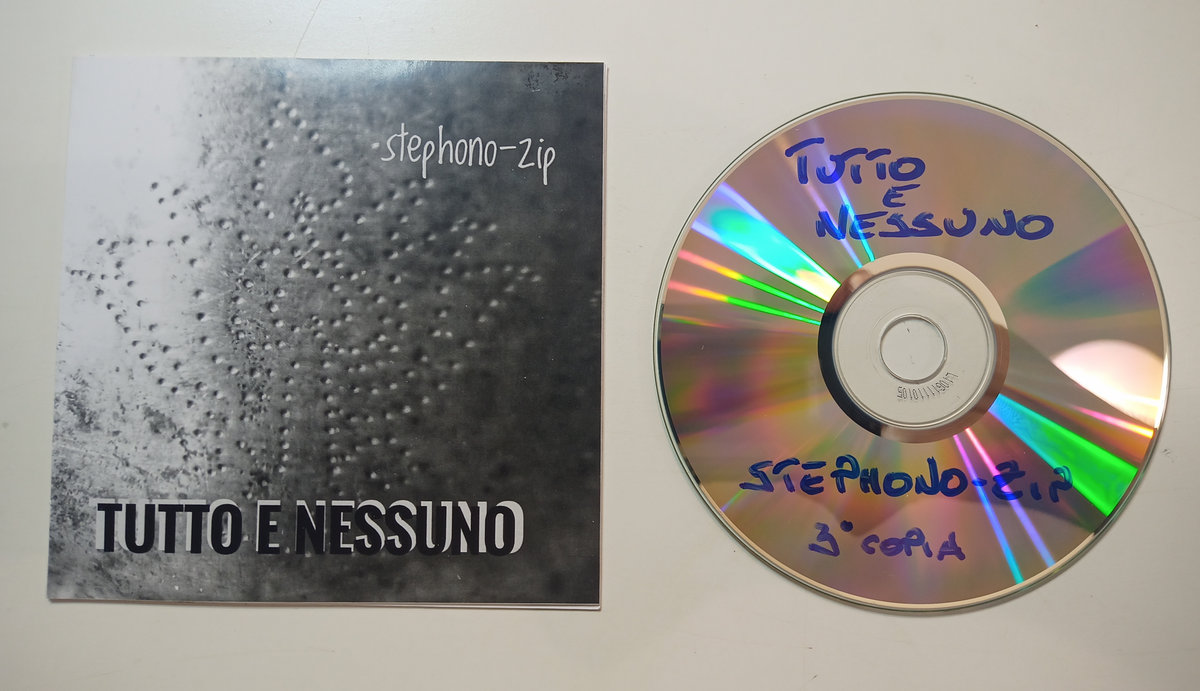 stephono-zip
TUTTO E NESSUNO
TUTTO
E
NESSUNO
STEPHONO-ZIP
3° COPIA